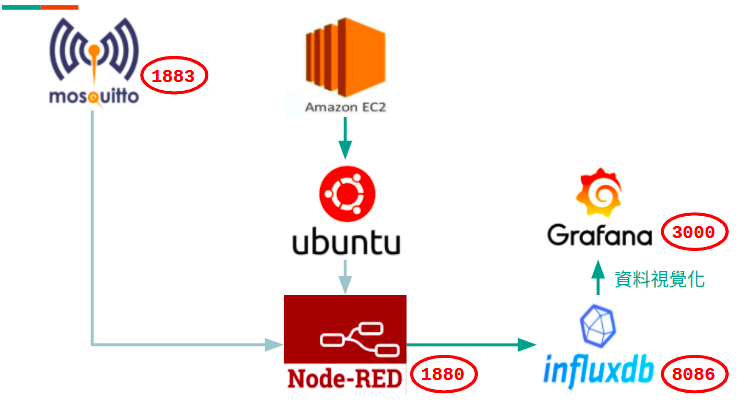 mosquitto
1883
Amazon EC2
ubuntu
Grafana
3000
資料視覺化
Node-RED
1880
influxdb
8086